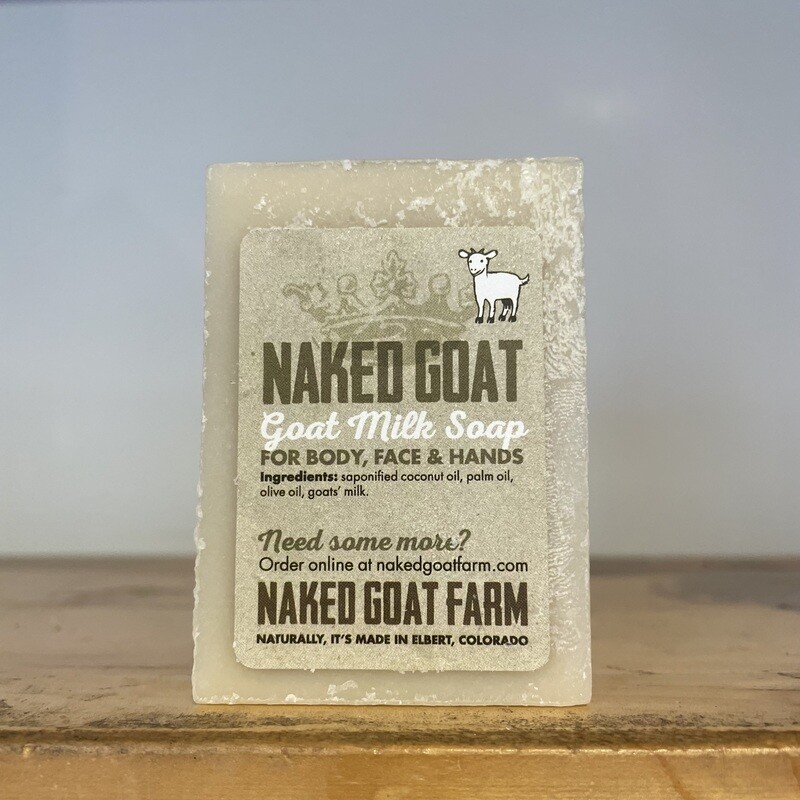 NAKED GOAT
Goat Milk Soap
FOR BODY, FACE & HANDS
Ingredients: saponified coconut oil, palm oil,
olive oil, goats' milk.
Need some more?
Order online at nakedgoatfarm.com
NAKED GOAT FARM
NATURALLY, IT'S MADE IN ELBERT, COLORADO